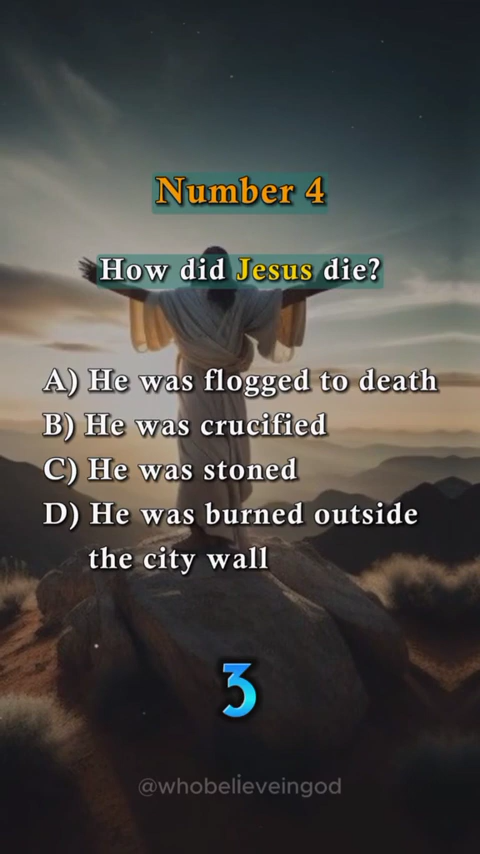 Number 4
How did Jesus die?
A) He was flogged to death
B) He was crucified
C) He was stoned
D) He was burned outside
the city wall
3
@whobelieveingod